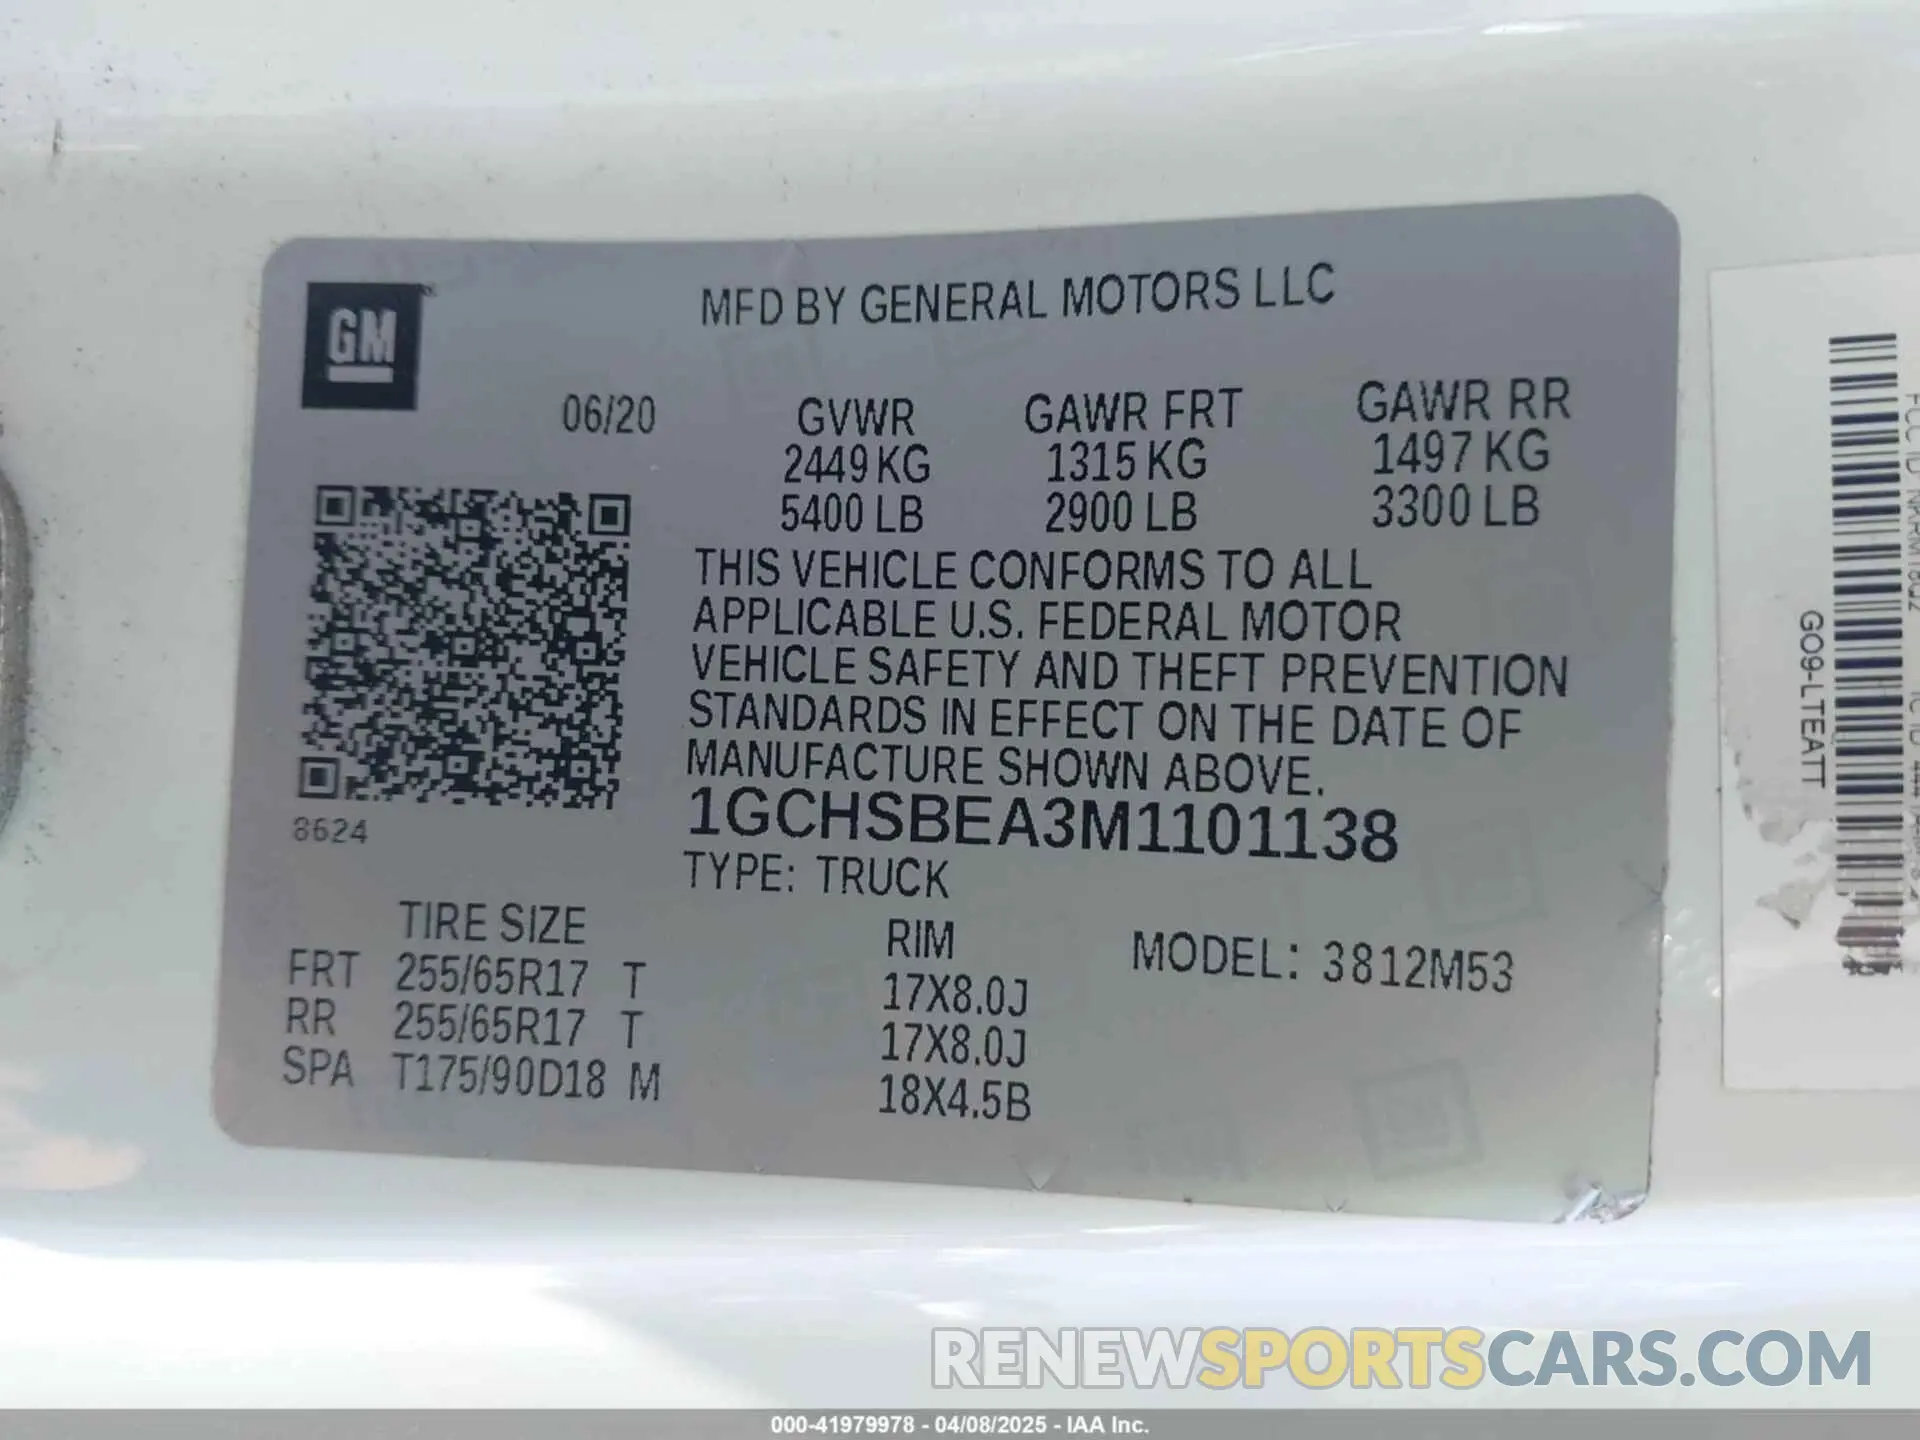 MFD BY GENERAL MOTORS LLC
GM
06/20 GVWR GAWR FRT GAWR RR
2449 KG 1315 KG 1497 KG
5400 LB 2900 LB 3300 LB
THIS VEHICLE CONFORMS TO ALL
APPLICABLE U.S. FEDERAL MOTOR
VEHICLE SAFETY AND THEFT PREVENTION
STANDARDS IN EFFECT ON THE DATE OF
MANUFACTURE SHOWN ABOVE.
8624
1GCHSBEA3M1101138
TYPE: TRUCK
TIRE SIZE RIM MODEL: 3812M53
FRT 255/65R17 T 17X8.0J
RR 255/65R17 T 17X8.0J
SPA T175/90D18 M 18X4.5B
GO9-LTEATT
FCC ID
IC ID
RENEWSPORTSCARS.COM
000-41979978 - 04/08/2025 - IAA Inc.